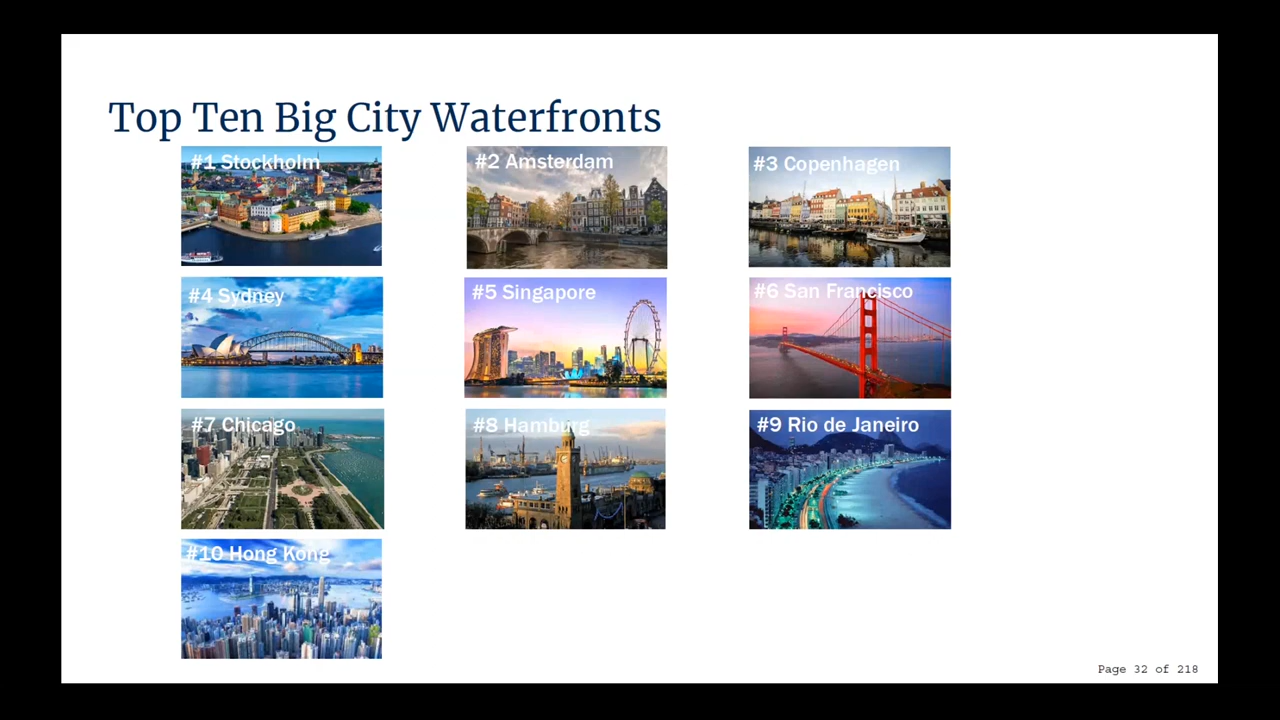 Top Ten Big City Waterfronts
#1 Stockholm
#2 Amsterdam
#3 Copenhagen
#4 Sydney
#5 Singapore
#6 San Francisco
#7 Chicago
#8 Hamburg
#9 Rio de Janeiro
#10 Hong Kong
Page 32 of 218